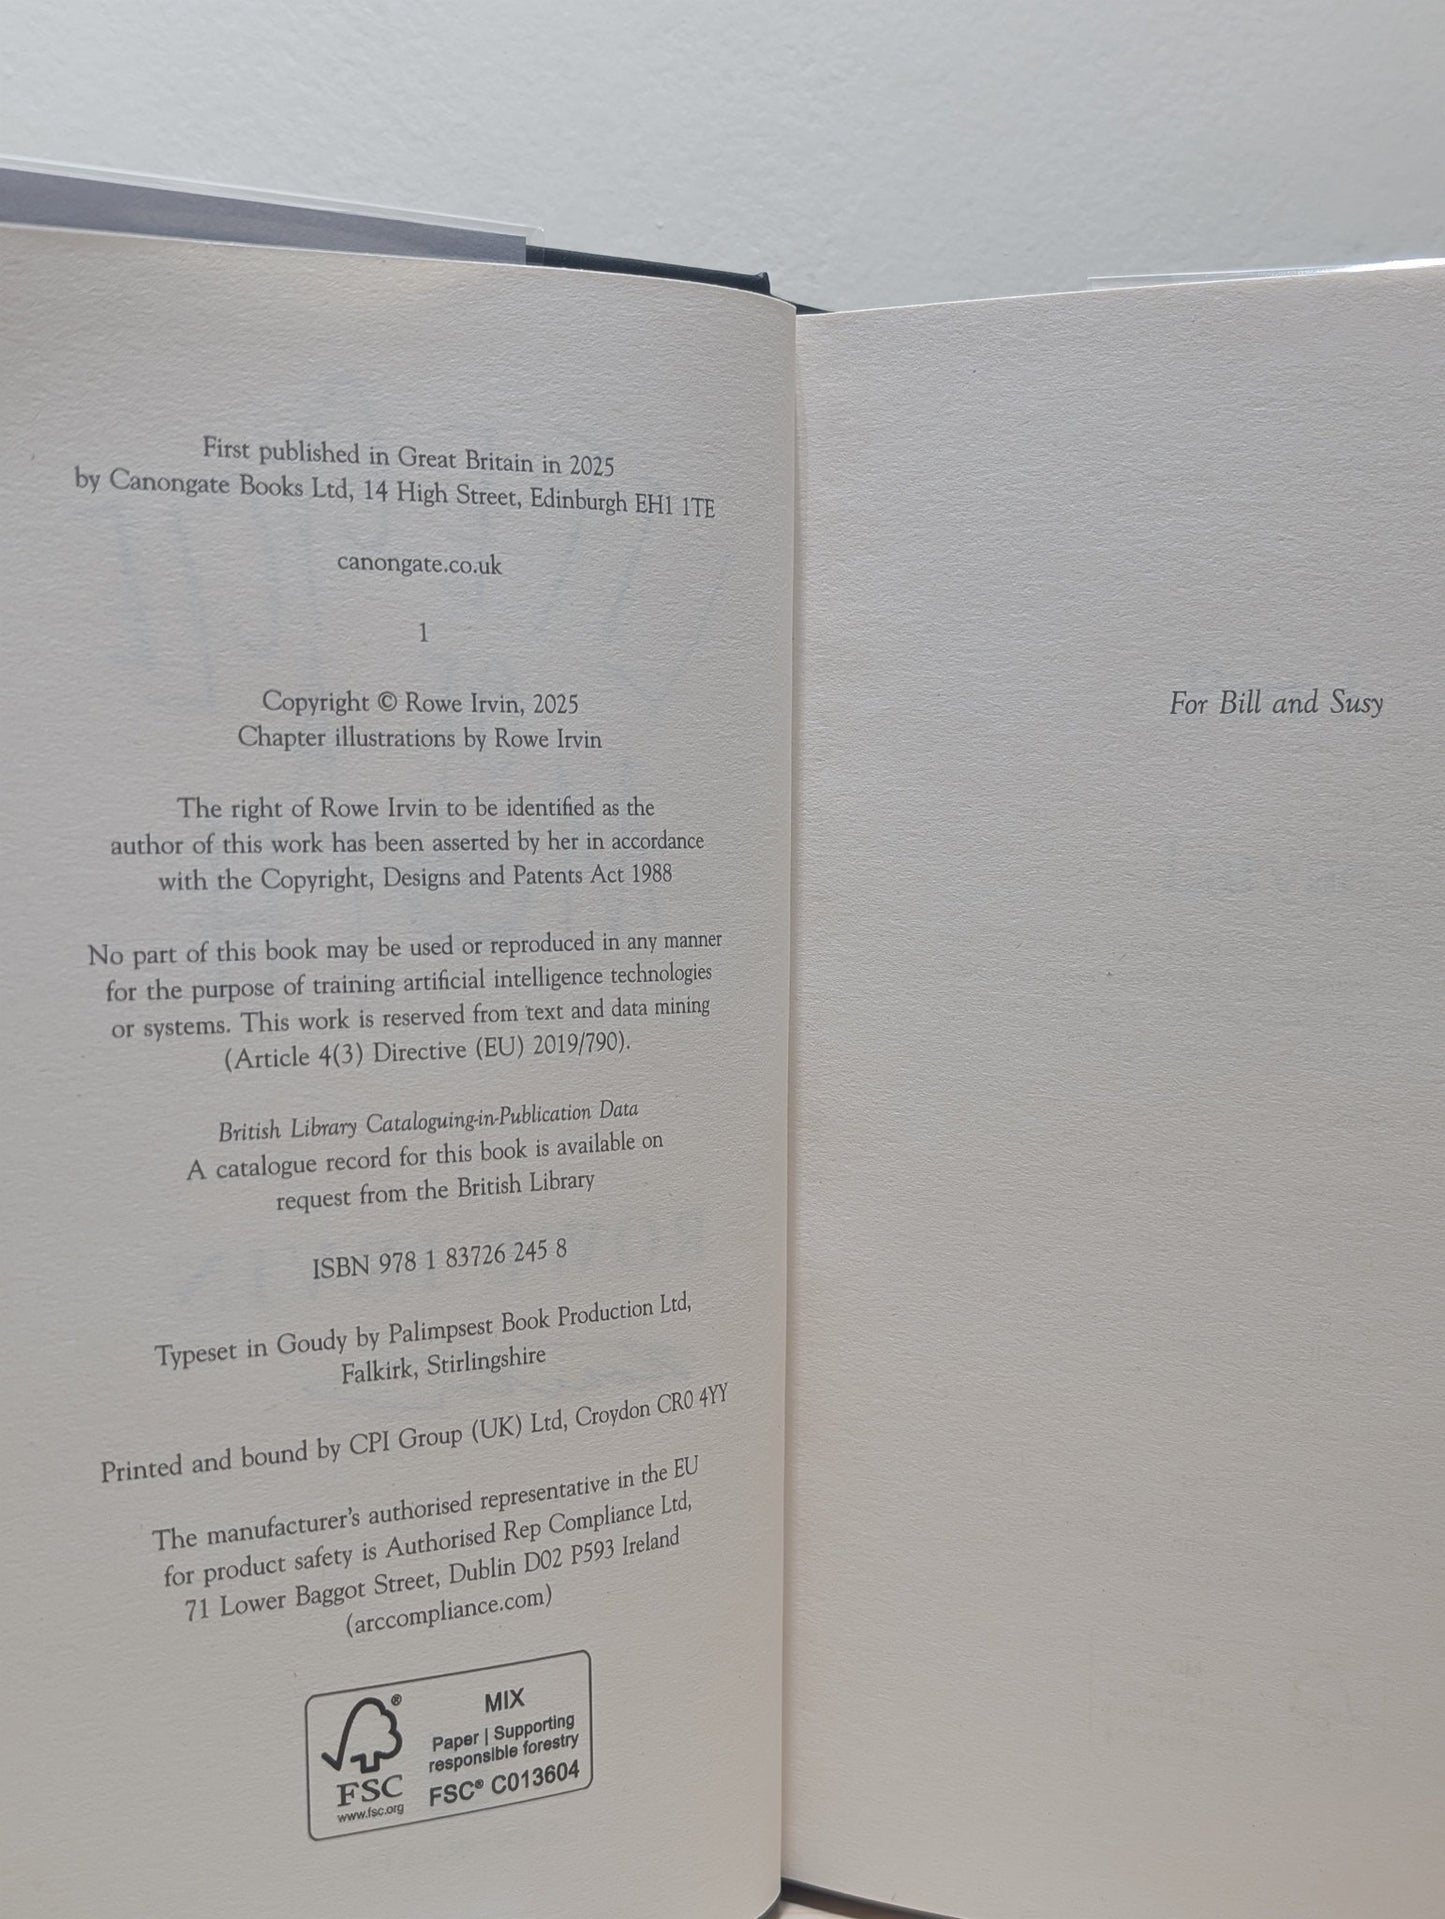 First published in Great Britain in 2025
by Canongate Books Ltd, 14 High Street, Edinburgh EH1 1TE
canongate.co.uk
1
Copyright © Rowe Irvin, 2025
Chapter illustrations by Rowe Irvin
The right of Rowe Irvin to be identified as the
author of this work has been asserted by her in accordance
with the Copyright, Designs and Patents Act 1988
No part of this book may be used or reproduced in any manner
for the purpose of training artificial intelligence technologies
or systems. This work is reserved from text and data mining
(Article 4(3) Directive (EU) 2019/790).
British Library Cataloguing-in-Publication Data
A catalogue record for this book is available on
request from the British Library
ISBN 978 1 83726 245 8
Typeset in Goudy by Palimpsest Book Production Ltd,
Falkirk, Stirlingshire
Printed and bound by CPI Group (UK) Ltd, Croydon CR0 4YY
The manufacturer's authorised representative in the EU
for product safety is Authorised Rep Compliance Ltd,
71 Lower Baggot Street, Dublin D02 P593 Ireland
(arccompliance.com)
®
FSC
www.fsc.org
MIX
Paper | Supporting
responsible forestry
FSC® C013604
For Bill and Susy